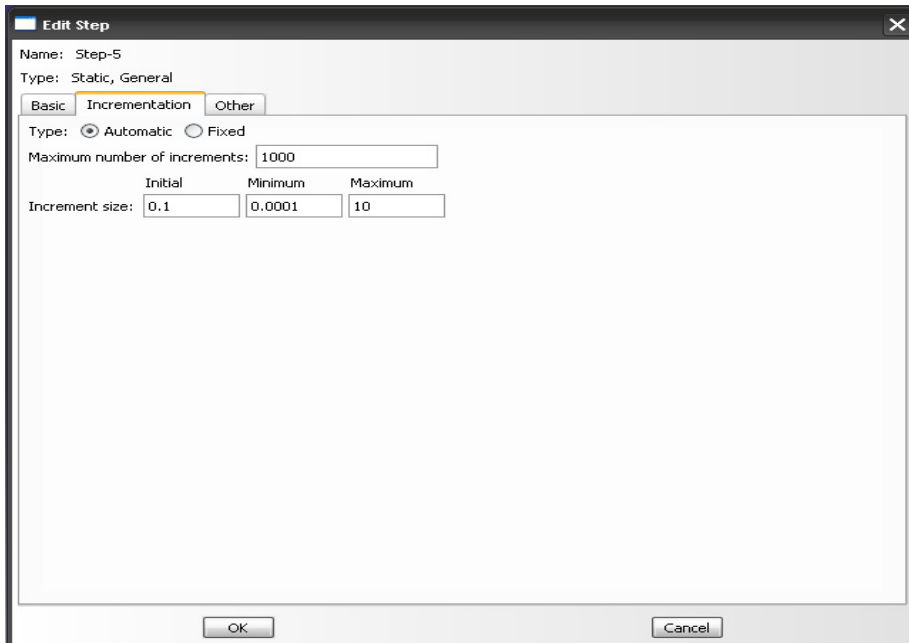 Edit Step
Name: Step-5
Type: Static, General
Basic Incrementation Other
Type: Automatic Fixed
Maximum number of increments: 1000
Initial Minimum Maximum
Increment size: 0.1 0.0001 10
OK Cancel